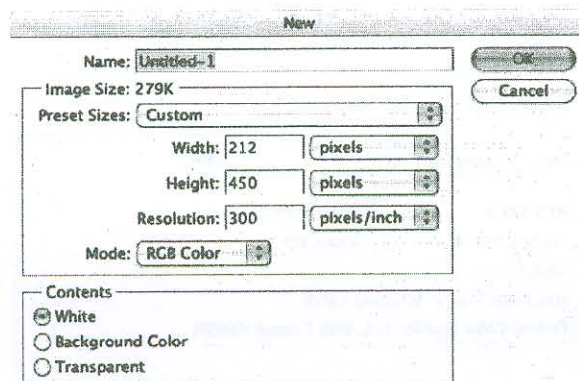 New
Name: Untitled-1
OK
Image Size: 279K
Cancel
Preset Sizes: Custom
Width: 212 pixels
Height: 450 pixels
Resolution: 300 pixels/inch
Mode: RGB Color
Contents
White
Background Color
Transparent